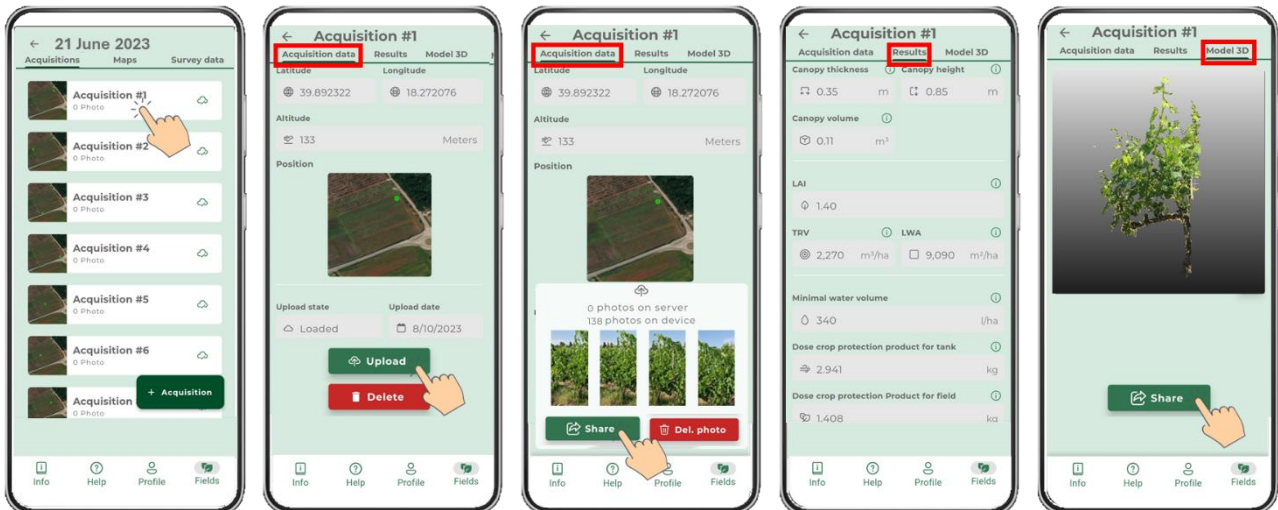 ← 21 June 2023
Acquisitions Maps Survey data
Acquisition #1
0 Photo
Acquisition #2
0 Photo
Acquisition #3
0 Photo
Acquisition #4
0 Photo
Acquisition #5
0 Photo
Acquisition #6
0 Photo
Acquisition
0 Photo
+ Acquisition
Info Help Profile Fields
← Acquisition #1
Acquisition data Results Model 3D
Latitude Longitude
39.892322 18.272076
Altitude
133 Meters
Position
Upload state Upload date
Loaded 8/10/2023
Upload
Delete
Info Help Profile Fields
← Acquisition #1
Acquisition data Results Model 3D
Latitude Longitude
39.892322 18.272076
Altitude
133 Meters
Position
0 photos on server
138 photos on device
Share Del. photo
Info Help Profile Fields
← Acquisition #1
Acquisition data Results Model 3D
Canopy thickness Canopy height
0.35 m 0.85 m
Canopy volume
0.11 m³
LAI
1.40
TRV LWA
2,270 m³/ha 9,090 m²/ha
Minimal water volume
340 l/ha
Dose crop protection product for tank
2.941 kg
Dose crop protection Product for field
1.408 kg
Info Help Profile Fields
← Acquisition #1
Acquisition data Results Model 3D
Share
Info Help Profile Fields